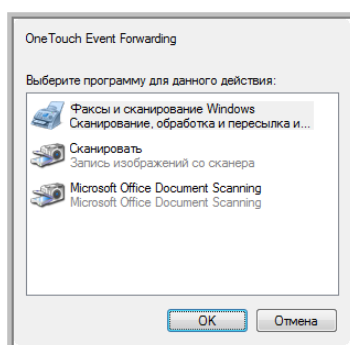 OneTouch Event Forwarding
Выберите программу для данного действия:
Факсы и сканирование Windows
Сканирование, обработка и пересылка и...
Сканировать
Запись изображений со сканера
Microsoft Office Document Scanning
Microsoft Office Document Scanning
OK Отмена